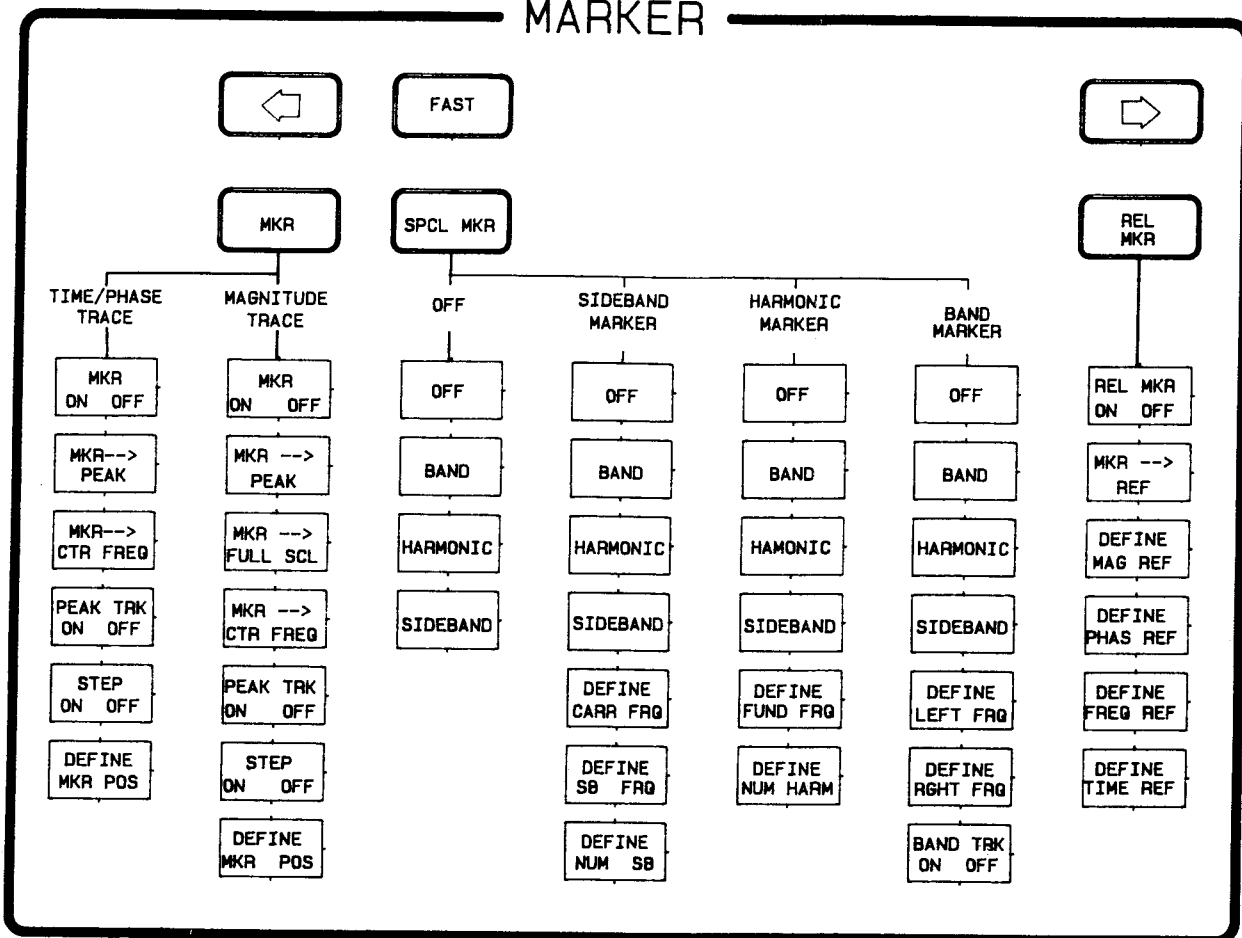 MARKER
FAST
MKR
SPCL MKR
REL
MKR
TIME/PHASE
TRACE
MKR
ON OFF
MKR-->
PEAK
MKR-->
CTR FREQ
PEAK TRK
ON OFF
STEP
ON OFF
DEFINE
MKR POS
MAGNITUDE
TRACE
MKR
ON OFF
MKR -->
PEAK
MKR -->
FULL SCL
MKR -->
CTR FREQ
PEAK TRK
ON OFF
STEP
ON OFF
DEFINE
MKR POS
OFF
OFF
BAND
HARMONIC
SIDEBAND
SIDEBAND
MARKER
OFF
BAND
HARMONIC
SIDEBAND
DEFINE
CARR FRQ
DEFINE
SB FRQ
DEFINE
NUM SB
HARMONIC
MARKER
OFF
BAND
HAMONIC
SIDEBAND
DEFINE
FUND FRQ
DEFINE
NUM HARM
BAND
MARKER
OFF
BAND
HARMONIC
SIDEBAND
DEFINE
LEFT FRQ
DEFINE
RGHT FRQ
BAND TRK
ON OFF
REL MKR
ON OFF
MKR -->
REF
DEFINE
MAG REF
DEFINE
PHAS REF
DEFINE
FREQ REF
DEFINE
TIME REF